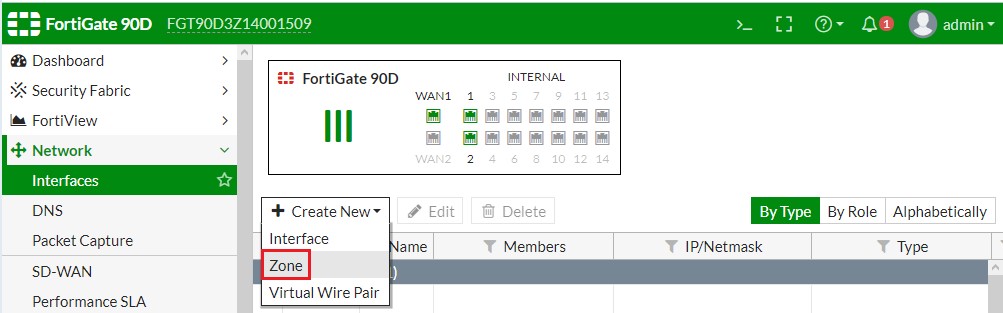 FortiGate 90D FGT90D3Z14001509 >_ 1 admin
Dashboard
Security Fabric
FortiView
Network
Interfaces
DNS
Packet Capture
SD-WAN
Performance SLA
FortiGate 90D INTERNAL
WAN1 1 3 5 7 9 11 13
WAN2 2 4 6 8 10 12 14
Create New Edit Delete By Type By Role Alphabetically
Name Members IP/Netmask Type
Interface
Zone
Virtual Wire Pair